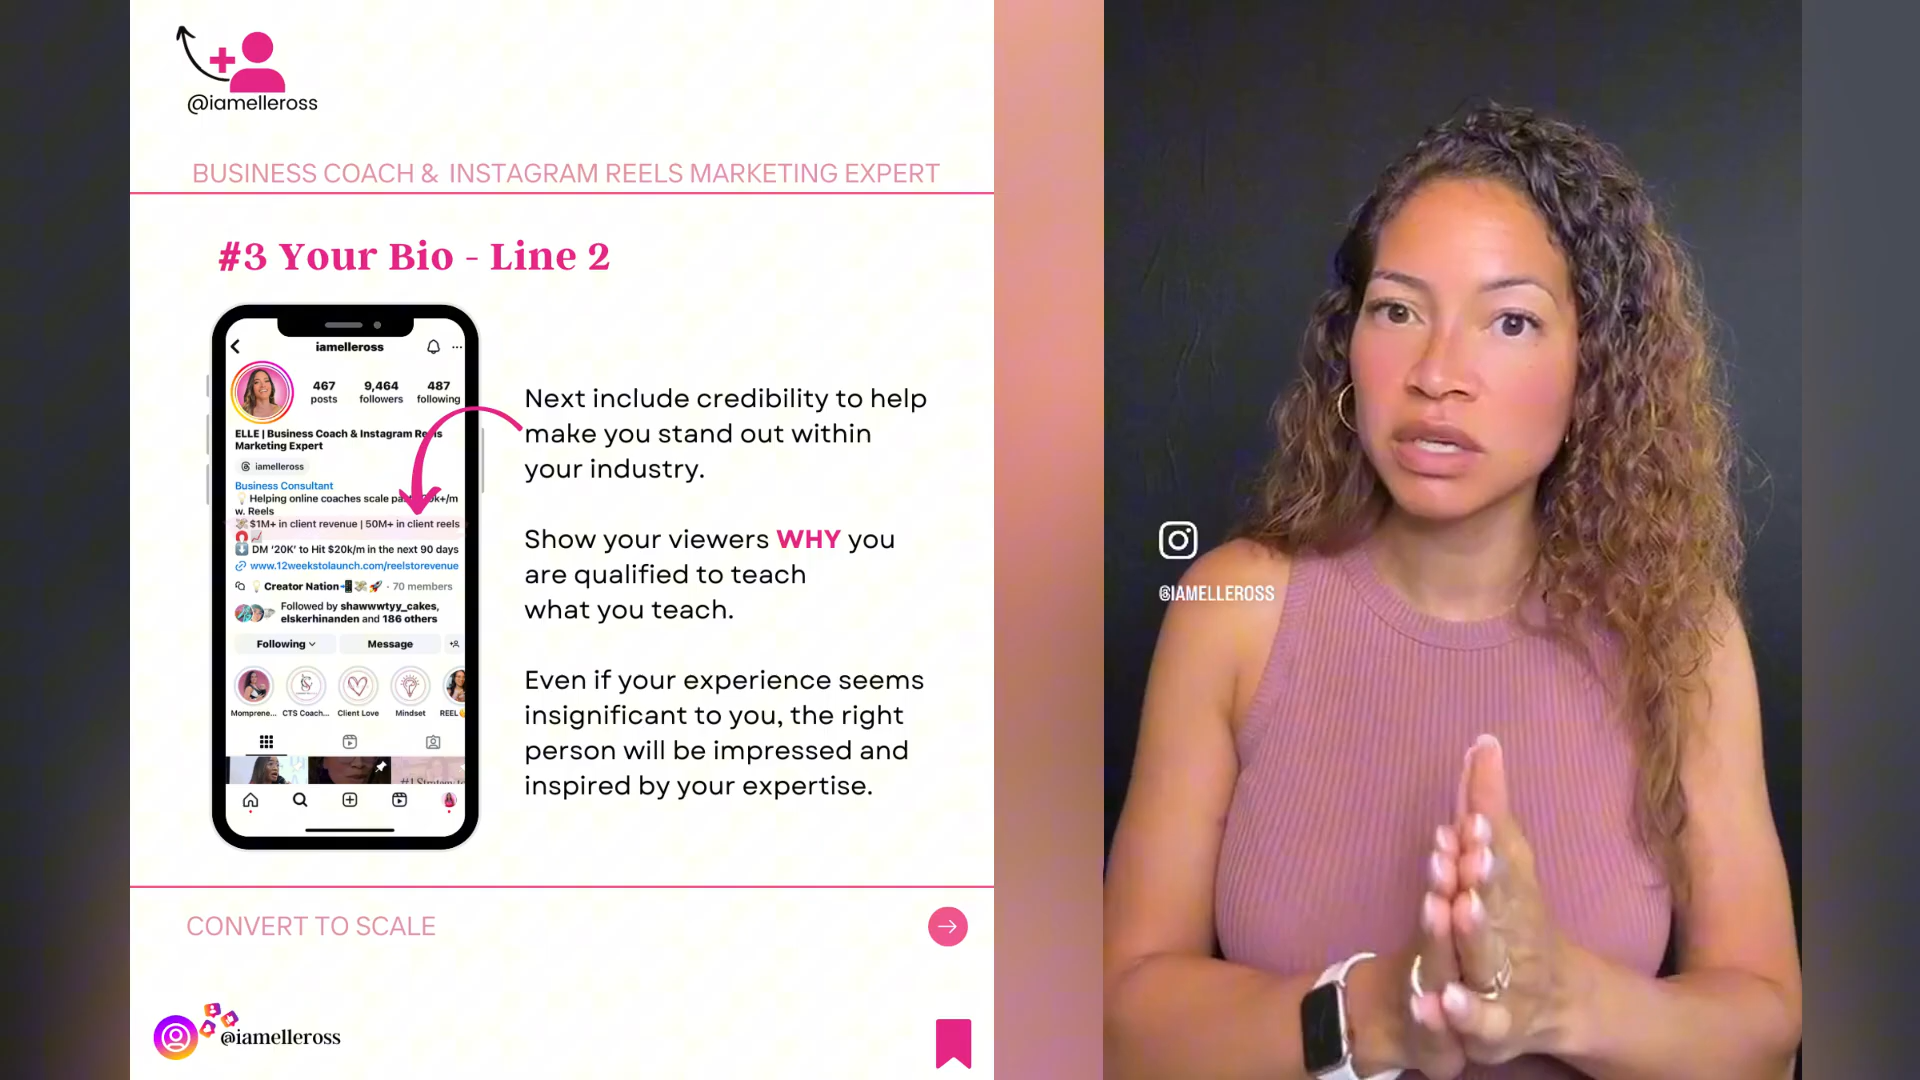 @iamelleross
BUSINESS COACH & INSTAGRAM REELS MARKETING EXPERT
#3 Your Bio - Line 2
iamelleross
467 9,464 487
posts followers following
ELLE | Business Coach & Instagram Reels
Marketing Expert
iamelleross
Business Consultant
Helping online coaches scale k+/m
w. Reels
$1M+ in client revenue | 50M+ in client reels
DM '20K' to Hit $20k/m in the next 90 days
www.12weekstolaunch.com/reelstorevenue
Creator Nation · 70 members
Followed by shawwwtyy_cakes,
elskerhinanden and 186 others
Following Message
Momprene... CTS Coach... Client Love Mindset REEL
Next include credibility to help
make you stand out within
your industry.
Show your viewers WHY you
are qualified to teach
what you teach.
Even if your experience seems
insignificant to you, the right
person will be impressed and
inspired by your expertise.
CONVERT TO SCALE
@iamelleross
@IAMELLEROSS